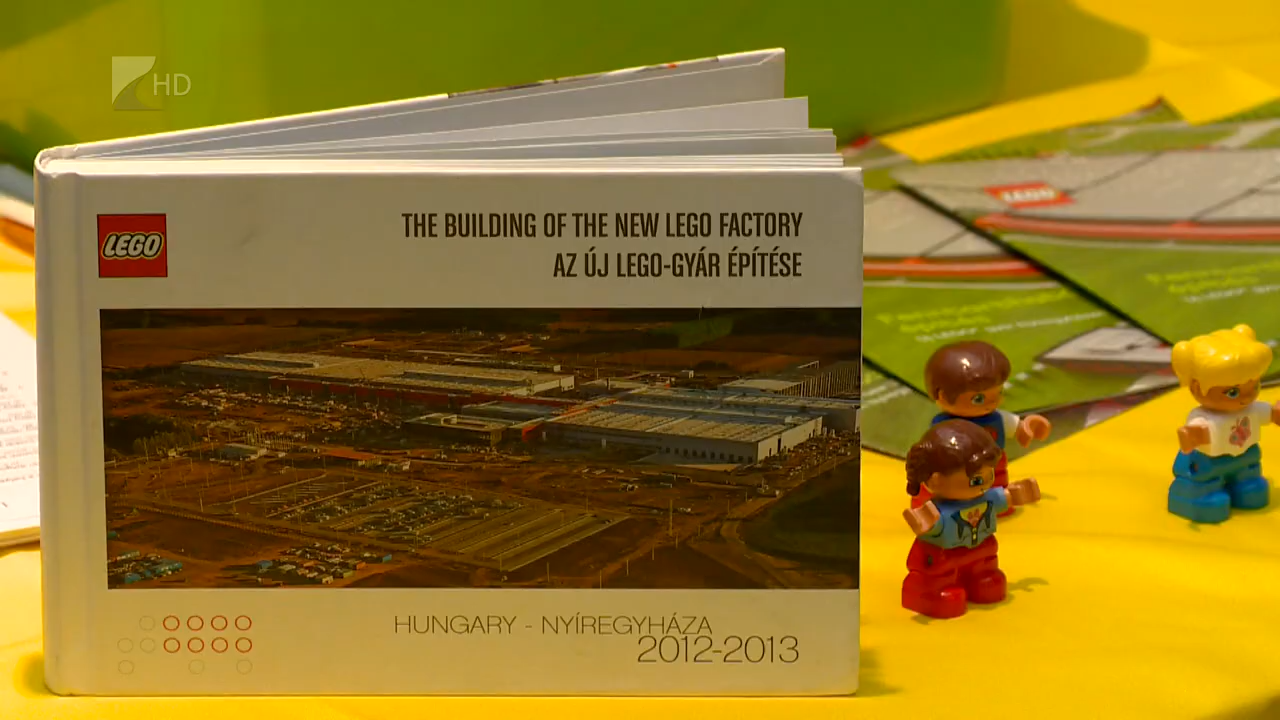 HD
LEGO
THE BUILDING OF THE NEW LEGO FACTORY
AZ ÚJ LEGO-GYÁR ÉPÍTÉSE
HUNGARY - NYÍREGYHÁZA
2012-2013
LEGO